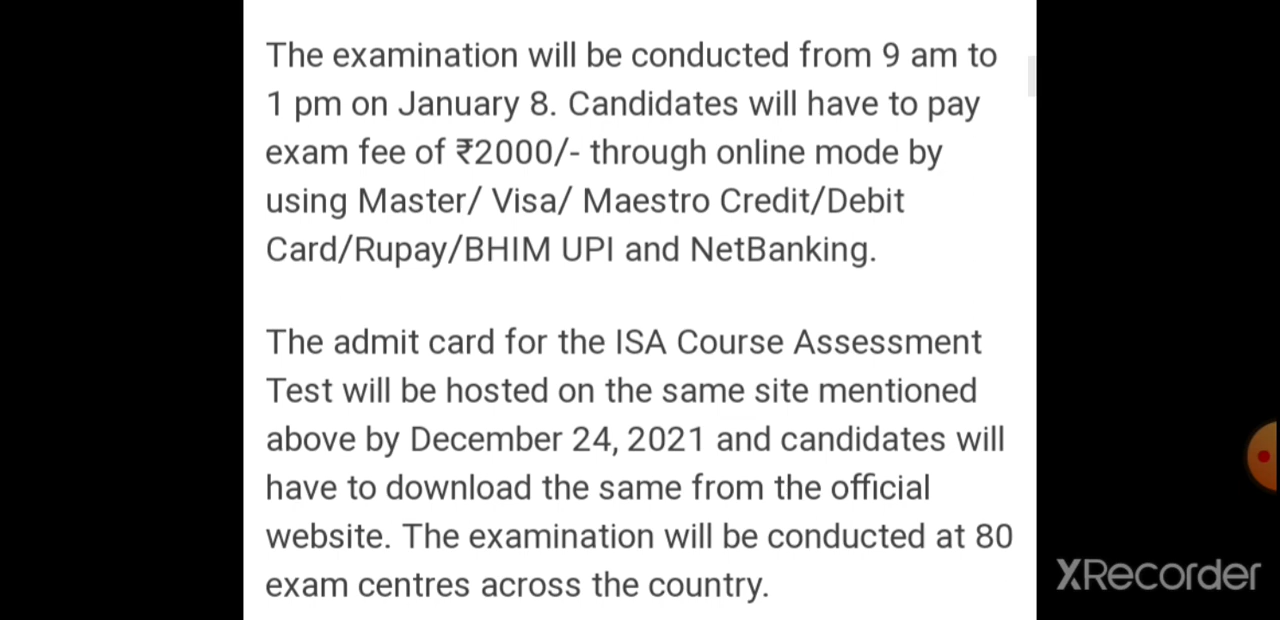 The examination will be conducted from 9 am to
1 pm on January 8. Candidates will have to pay
exam fee of ₹2000/- through online mode by
using Master/ Visa/ Maestro Credit/Debit
Card/Rupay/BHIM UPI and NetBanking.
The admit card for the ISA Course Assessment
Test will be hosted on the same site mentioned
above by December 24, 2021 and candidates will
have to download the same from the official
website. The examination will be conducted at 80
exam centres across the country.
XRecorder